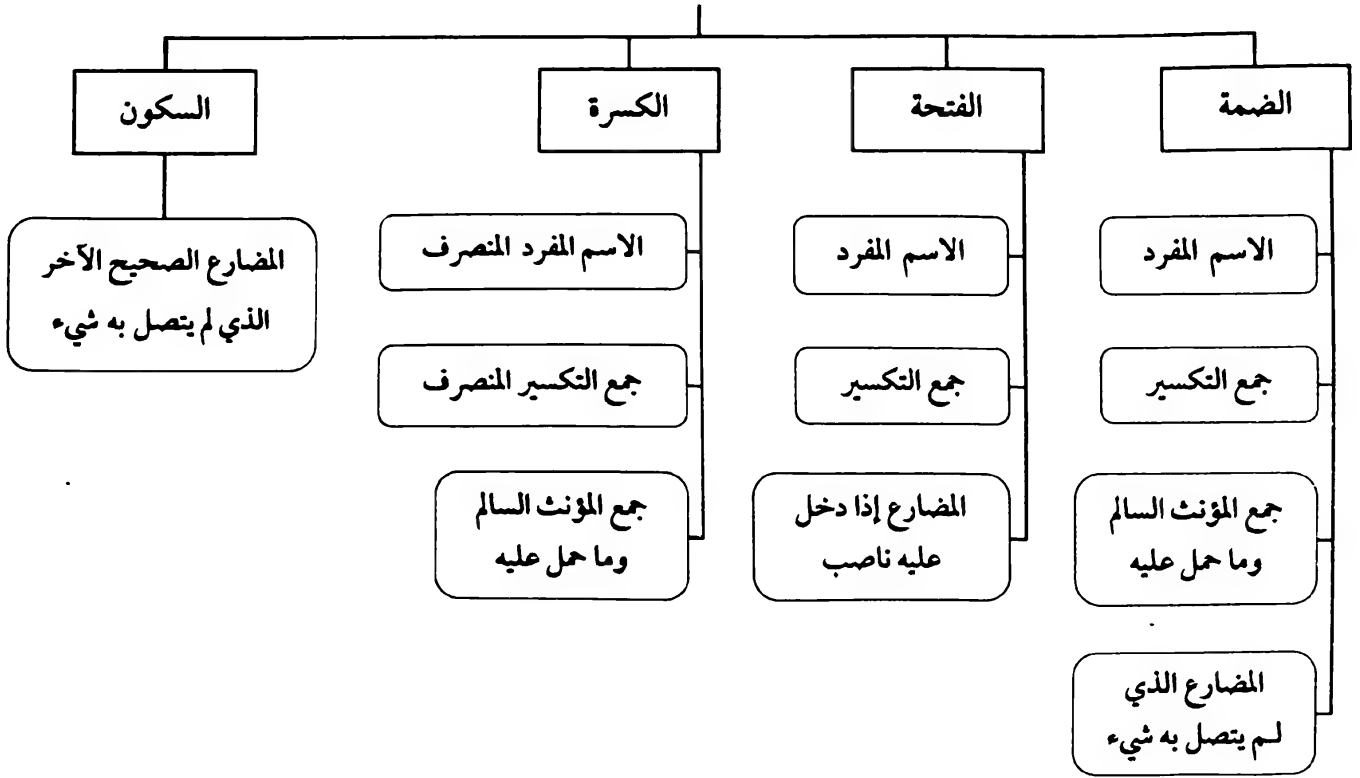 الضمة
الاسم المفرد
جمع التكسير
جمع المؤنث السالم
وما حمل عليه
المضارع الذي
لـم يتصل به شيء
الفتحة
الاسم المفرد
جمع التكسير
المضارع إذا دخل
عليه ناصب
الكسرة
الاسم المفرد المنصرف
جمع التكسير المنصرف
جمع المؤنث السالم
وما حمل عليه
السكون
المضارع الصحيح الآخر
الذي لم يتصل به شيء